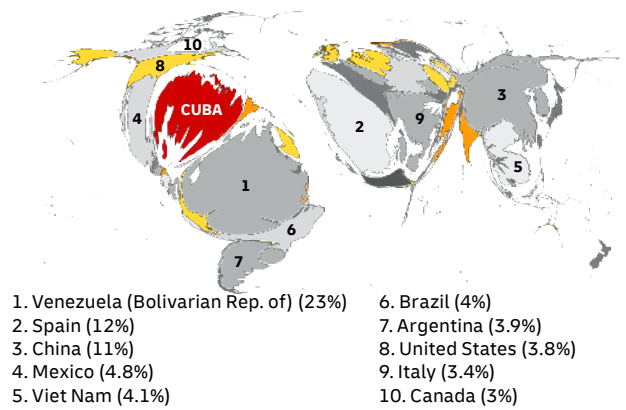 10
8
CUBA
4
3
2
9
5
1
6
7
1. Venezuela (Bolivarian Rep. of) (23%)
2. Spain (12%)
3. China (11%)
4. Mexico (4.8%)
5. Viet Nam (4.1%)
6. Brazil (4%)
7. Argentina (3.9%)
8. United States (3.8%)
9. Italy (3.4%)
10. Canada (3%)